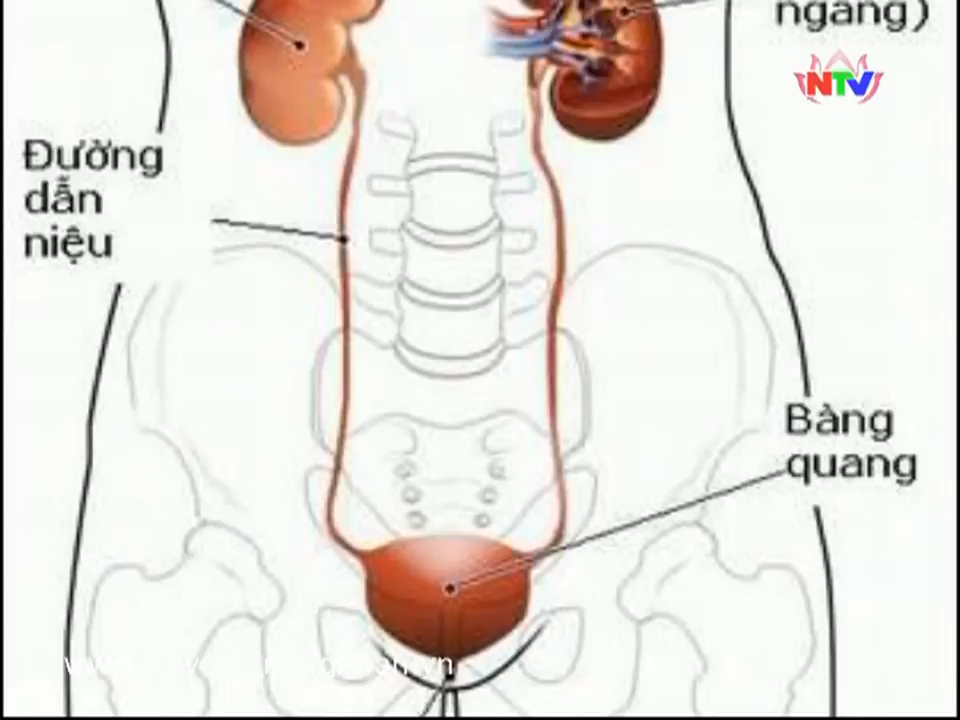 ngang)
NTV
Đường
dẫn
niệu
Bàng
quang